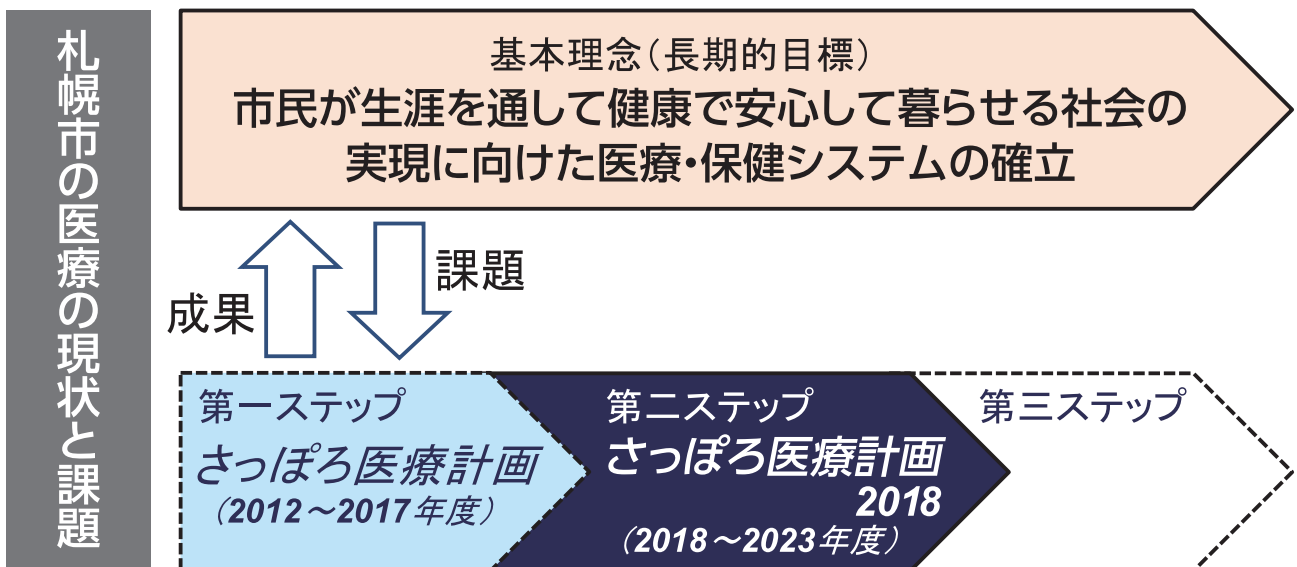 札幌市の医療の現状と課題
基本理念（長期的目標）
市民が生涯を通して健康で安心して暮らせる社会の
実現に向けた医療・保健システムの確立
成果
課題
第一ステップ
さっぽろ医療計画
（2012～2017年度）
第二ステップ
さっぽろ医療計画
2018
（2018～2023年度）
第三ステップ